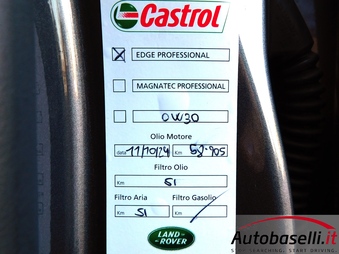 Castrol
EDGE PROFESSIONAL
MAGNATEC PROFESSIONAL
0W30
Olio Motore
data 11/10/24 Km 52.905
Filtro Olio
Km SI
Filtro Aria Filtro Gasolio
Km SI Km
LAND-
ROVER
Autobaselli.it